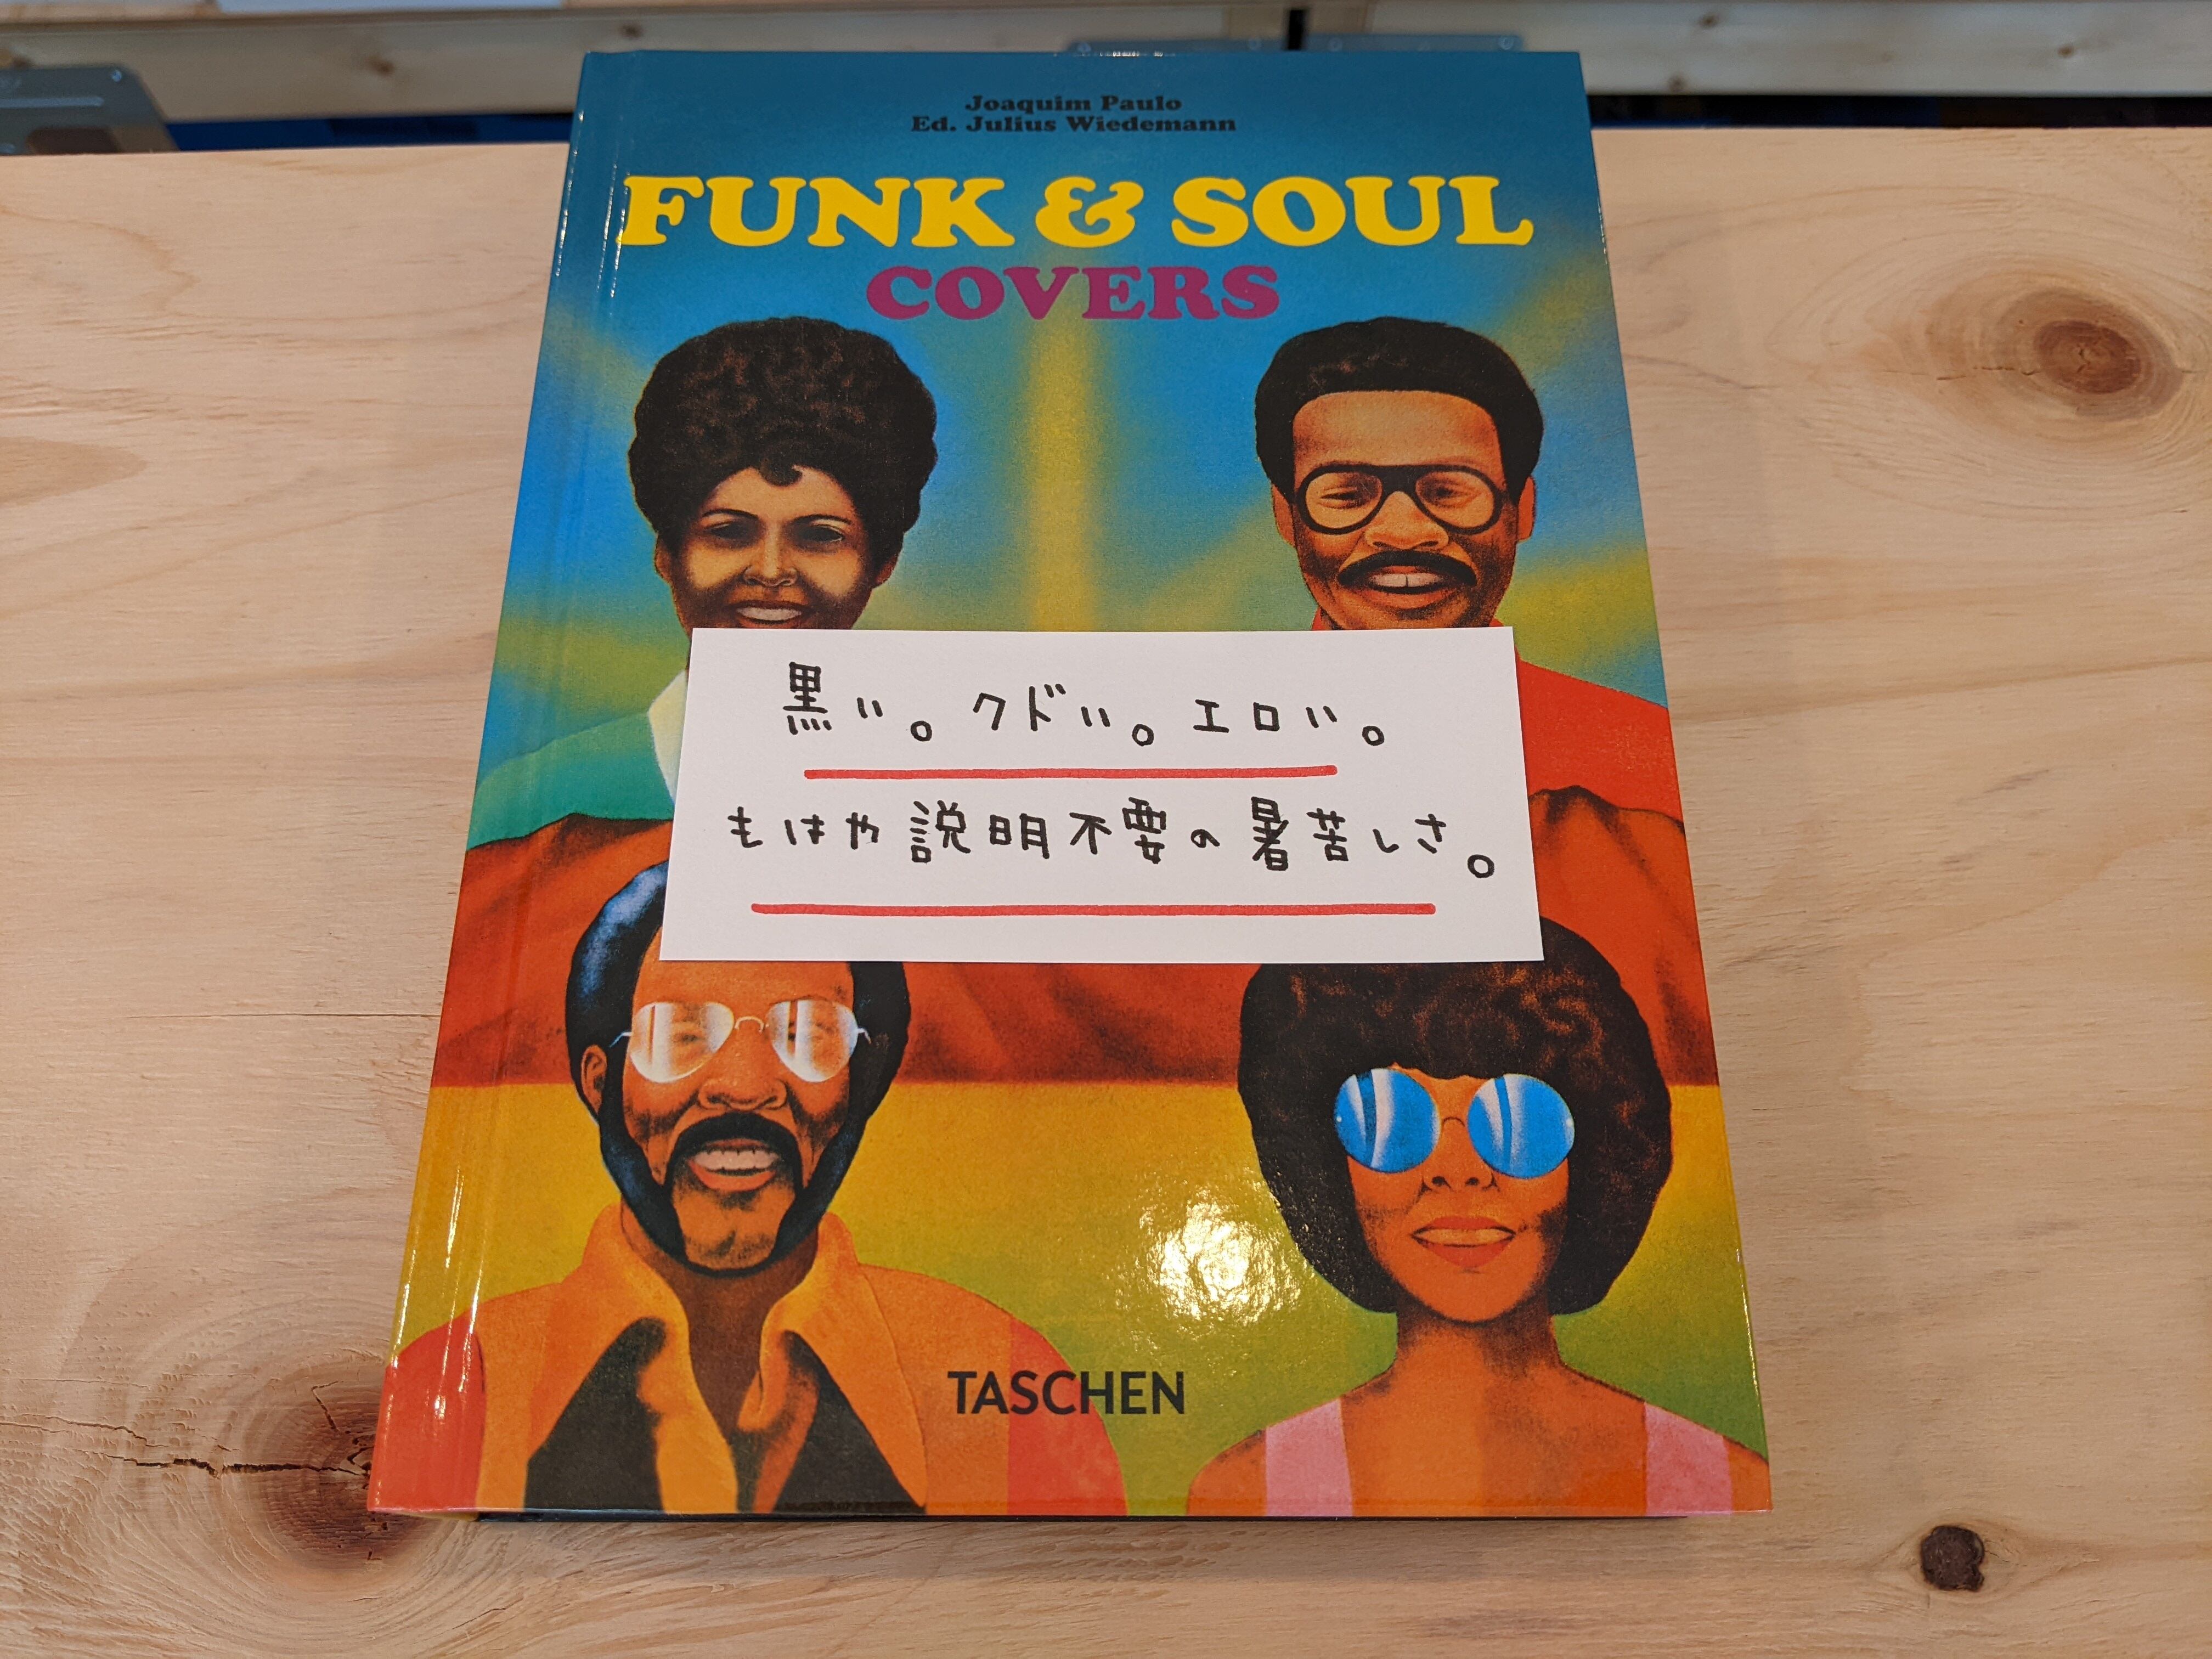 Joaquim Paulo
Ed. Julius Wiedemann
FUNK & SOUL
COVERS
黒い。クドい。エロい。
もはや説明不要の暑苦しさ。
TASCHEN